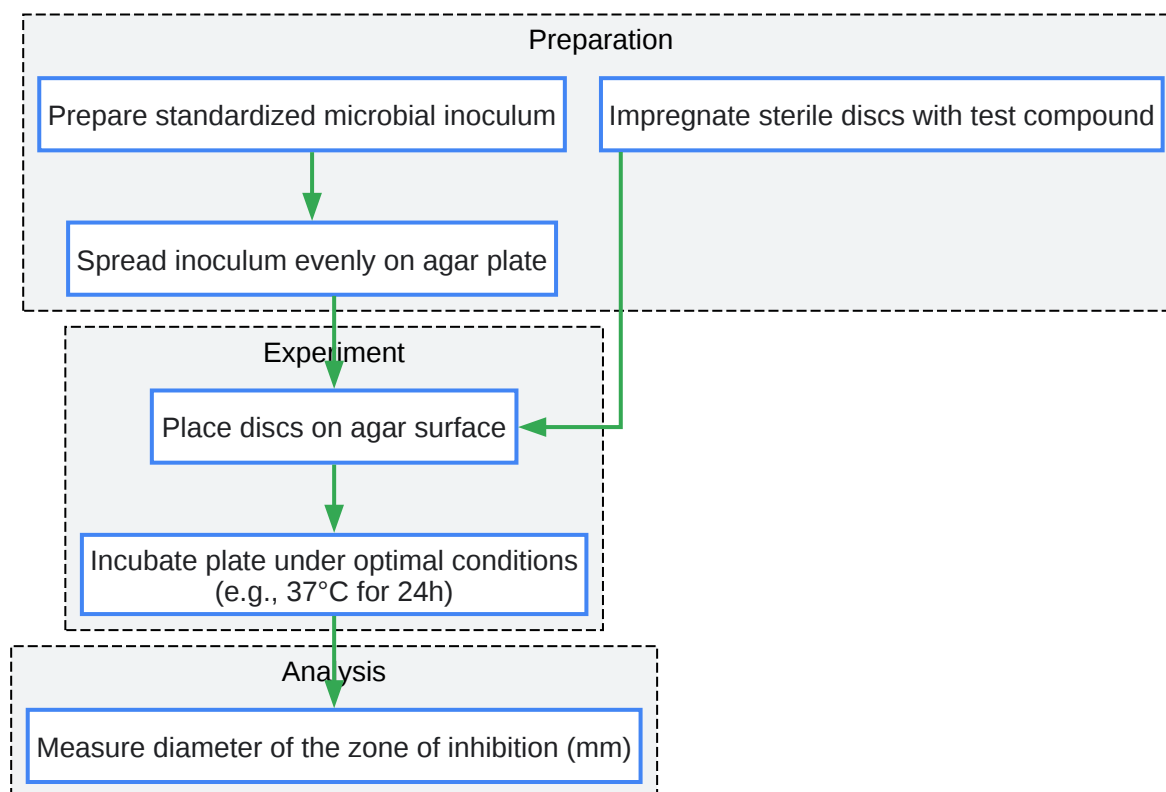 Preparation
Prepare standardized microbial inoculum
Impregnate sterile discs with test compound
Spread inoculum evenly on agar plate
Experiment
Place discs on agar surface
Incubate plate under optimal conditions
(e.g., 37°C for 24h)
Analysis
Measure diameter of the zone of inhibition (mm)